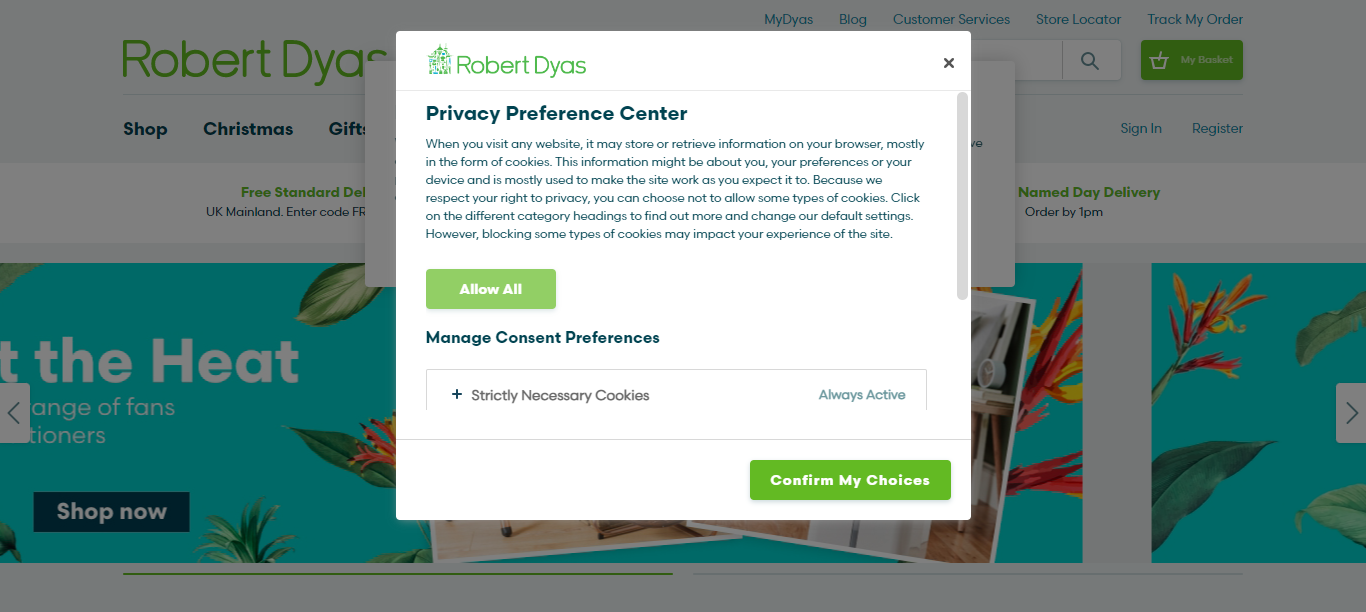 MyDyas Blog Customer Services Store Locator Track My Order
Robert Dyas
My Basket
Shop Christmas Gifts
Sign In Register
Free Standard Del
UK Mainland. Enter code FR
Named Day Delivery
Order by 1pm
Robert Dyas
Privacy Preference Center
When you visit any website, it may store or retrieve information on your browser, mostly
in the form of cookies. This information might be about you, your preferences or your
device and is mostly used to make the site work as you expect it to. Because we
respect your right to privacy, you can choose not to allow some types of cookies. Click
on the different category headings to find out more and change our default settings.
However, blocking some types of cookies may impact your experience of the site.
Allow All
Manage Consent Preferences
+ Strictly Necessary Cookies Always Active
Confirm My Choices
t the Heat
range of fans
tioners
Shop now